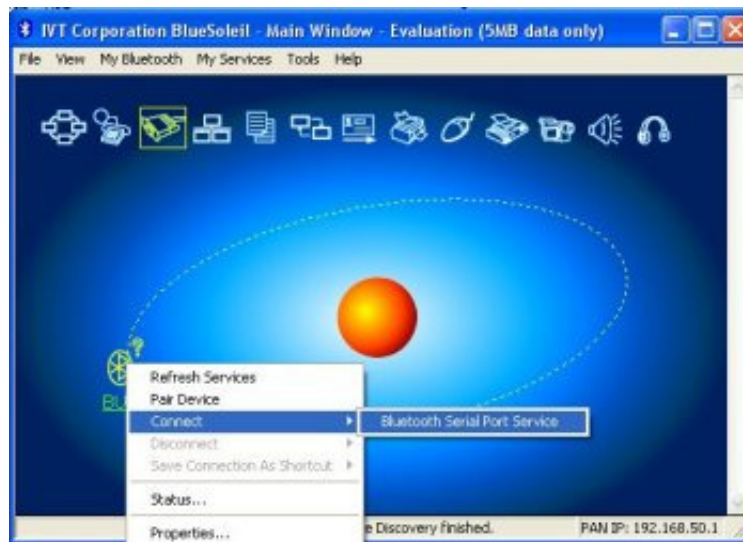 IVT Corporation BlueSoleil - Main Window - Evaluation (5MB data only)
File View My Bluetooth My Services Tools Help
?
Refresh Services
Pair Device
Connect
Bluetooth Serial Port Service
Disconnect
Save Connection As Shortcut
Status...
Properties...
Discovery finished. PAN IP: 192.168.50.1